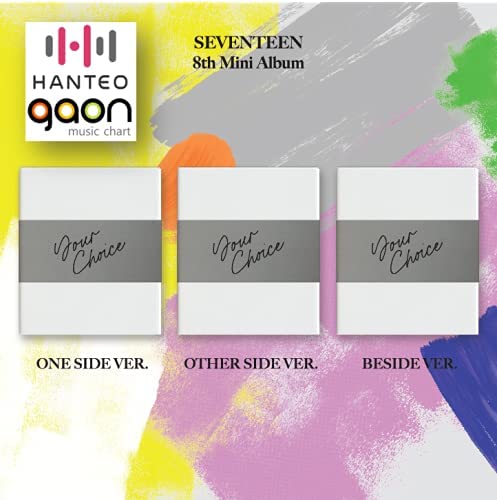 HANTEO
gaon
music chart
SEVENTEEN
8th Mini Album
Your
Choice
Your
Choice
Your
Choice
ONE SIDE VER.
OTHER SIDE VER.
BESIDE VER.